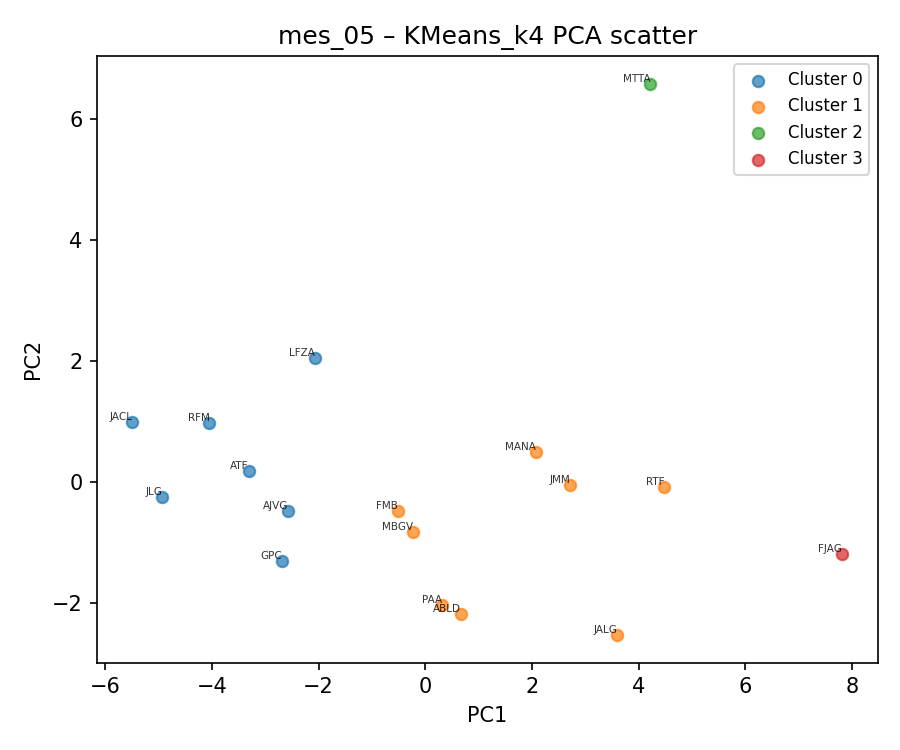 mes_05 – KMeans_k4 PCA scatter
MTTA
Cluster 0
Cluster 1
Cluster 2
Cluster 3
6
4
2
0
−2
PC2
LFZA
JACL
RFM
ATF
JLG
AJVG
GPC
MANA
JMM
RTF
FMB
MBGV
FJAG
PAA
ABLD
JALG
−6
−4
−2
0
2
4
6
8
PC1